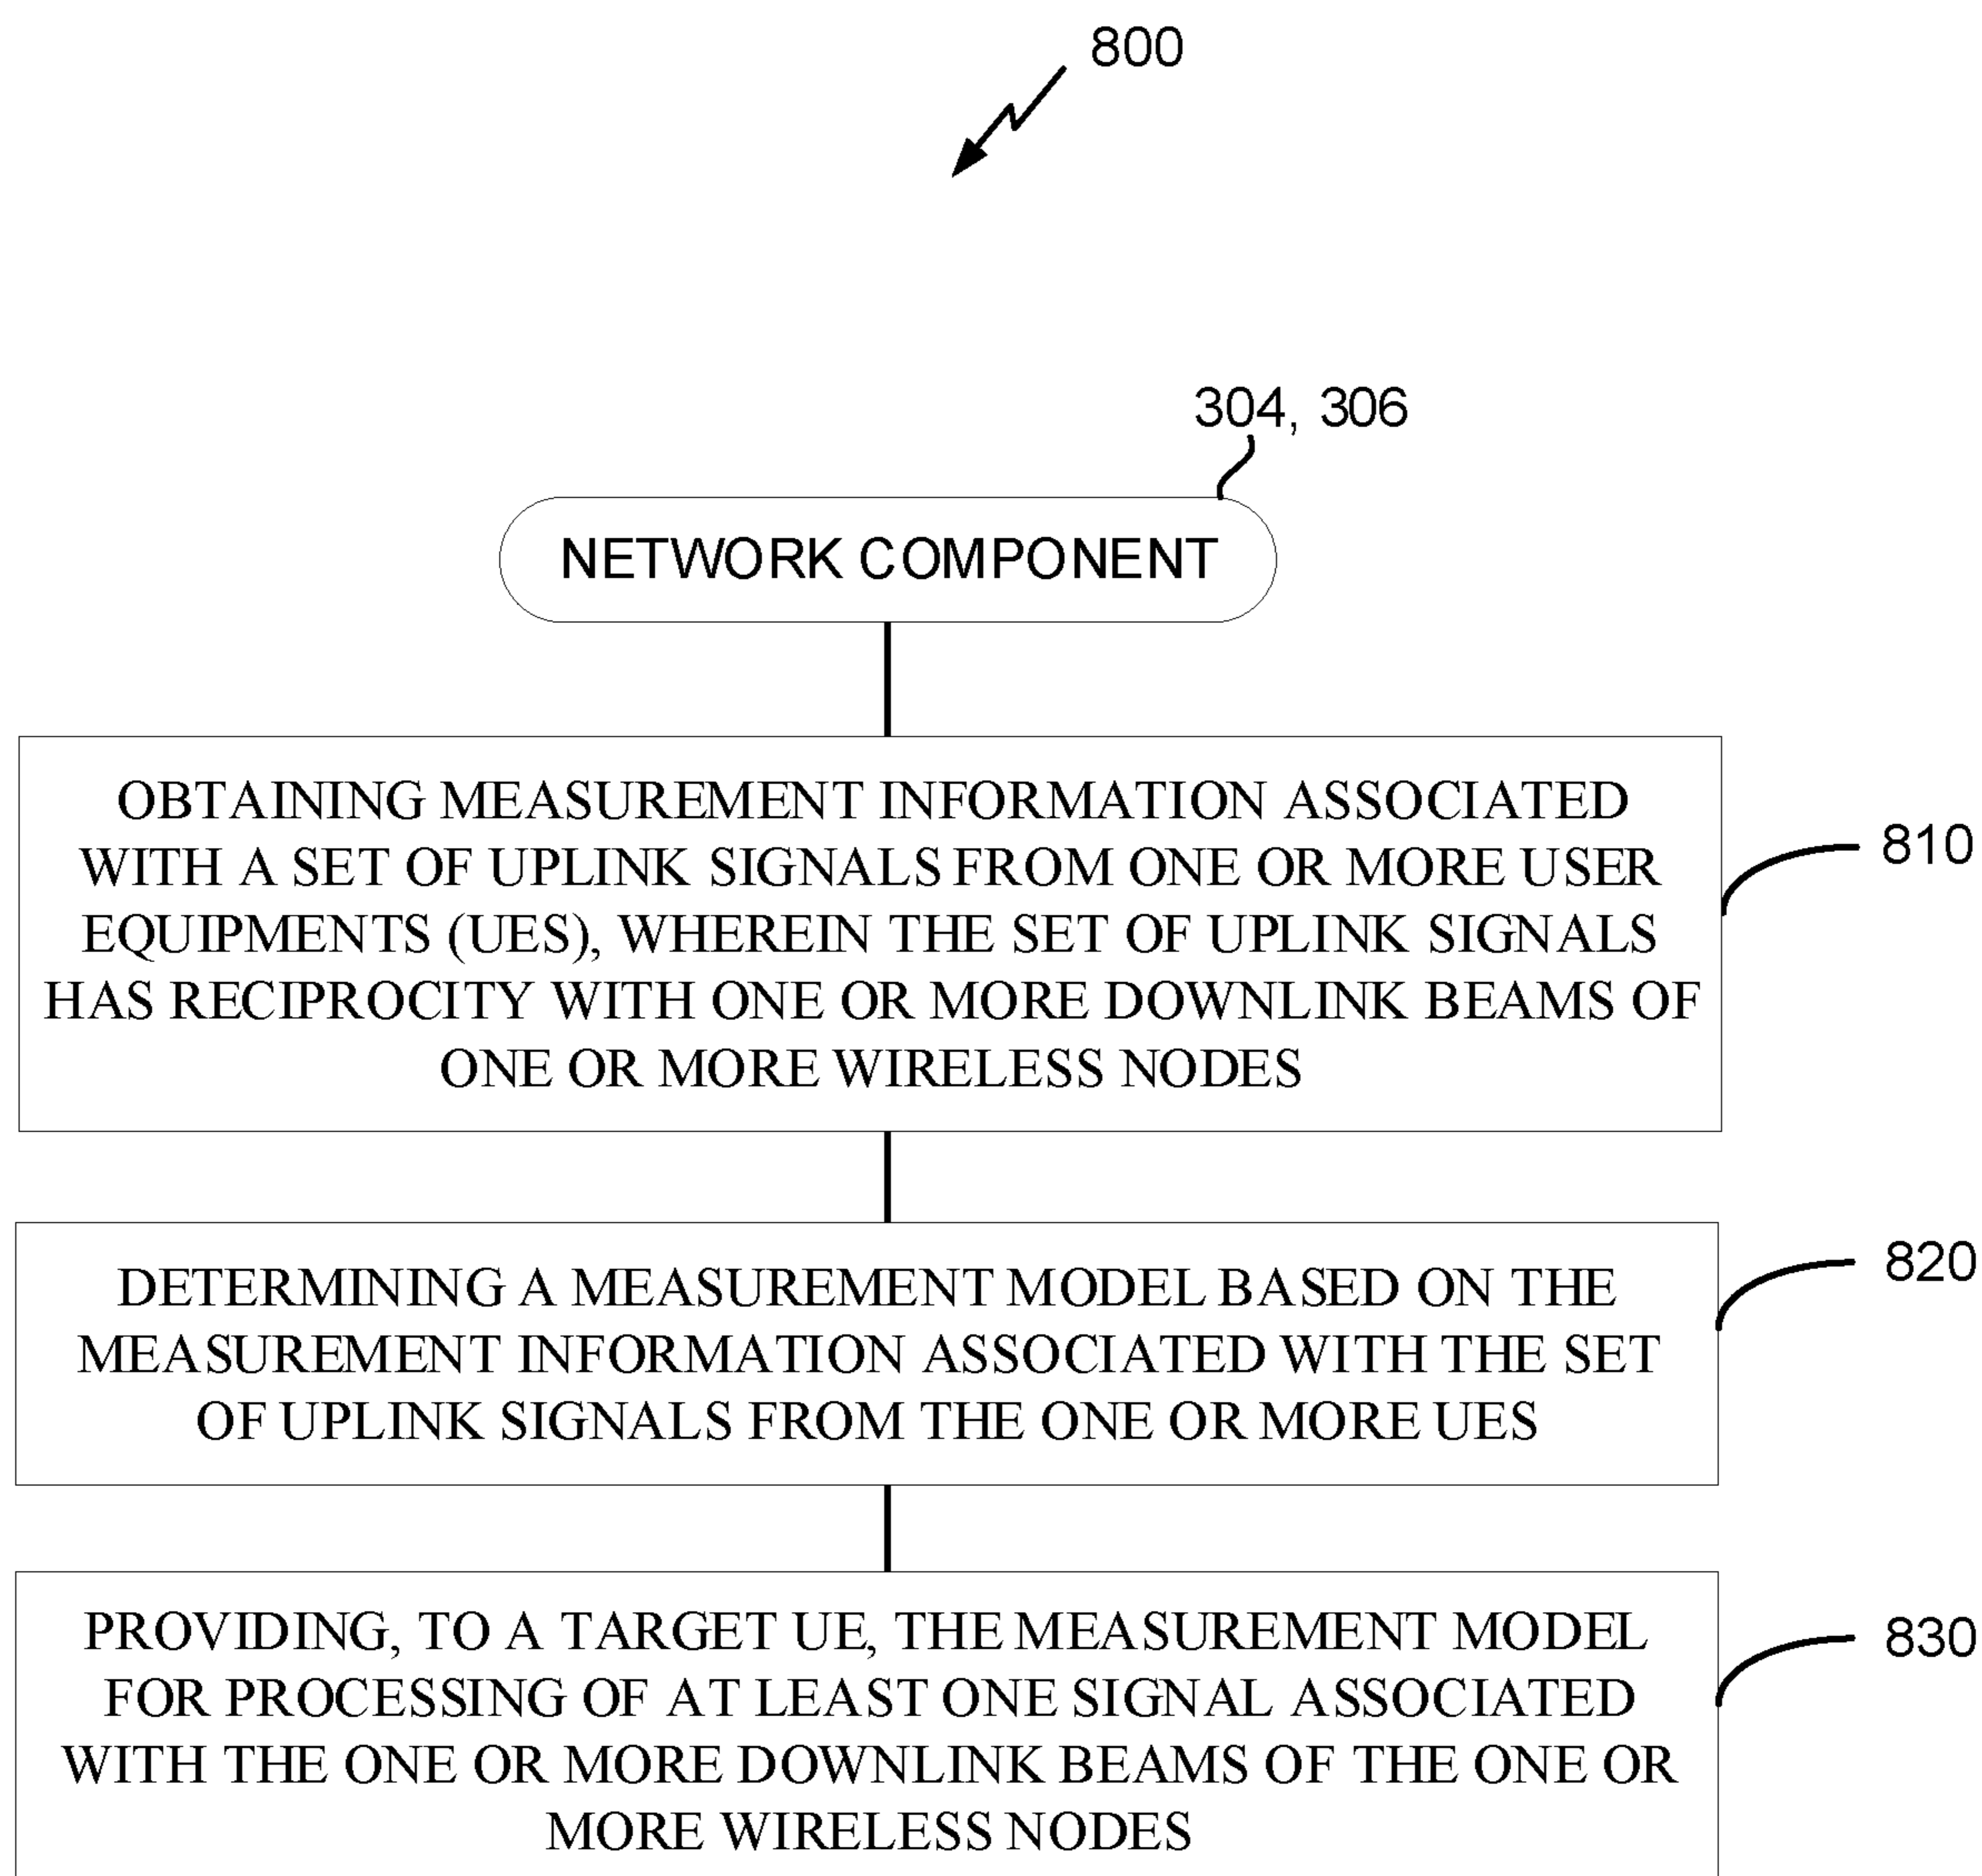 800
304, 306
NETWORK COMPONENT
OBTAINING MEASUREMENT INFORMATION ASSOCIATED
WITH A SET OF UPLINK SIGNALS FROM ONE OR MORE USER
EQUIPMENTS (UES), WHEREIN THE SET OF UPLINK SIGNALS
HAS RECIPROCITY WITH ONE OR MORE DOWNLINK BEAMS OF
ONE OR MORE WIRELESS NODES
810
DETERMINING A MEASUREMENT MODEL BASED ON THE
MEASUREMENT INFORMATION ASSOCIATED WITH THE SET
OF UPLINK SIGNALS FROM THE ONE OR MORE UES
820
PROVIDING, TO A TARGET UE, THE MEASUREMENT MODEL
FOR PROCESSING OF AT LEAST ONE SIGNAL ASSOCIATED
WITH THE ONE OR MORE DOWNLINK BEAMS OF THE ONE OR
MORE WIRELESS NODES
830